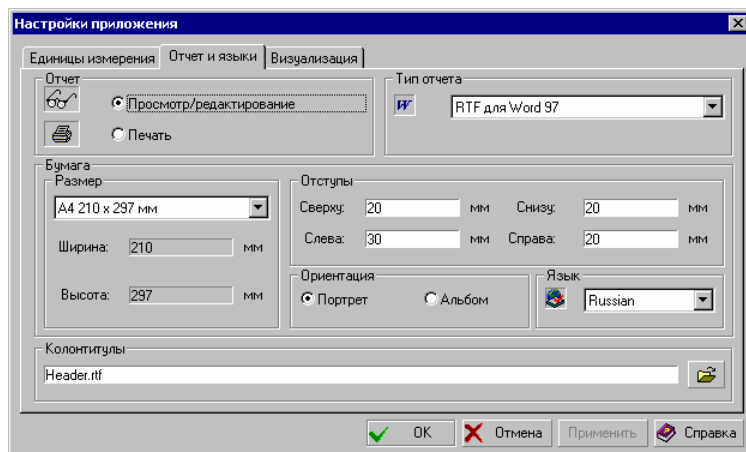 Настройки приложения
Единицы измерения Отчет и языки Визуализация
Отчет
Просмотр/редактирование
Печать
Тип отчета
W RTF для Word 97
Бумага
Размер
A4 210 x 297 мм
Ширина: 210 мм
Высота: 297 мм
Отступы
Сверху: 20 мм Снизу: 20 мм
Слева: 30 мм Справа: 20 мм
Ориентация
Портрет Альбом
Язык
Russian
Колонтитулы
Header.rtf
OK Отмена Применить Справка